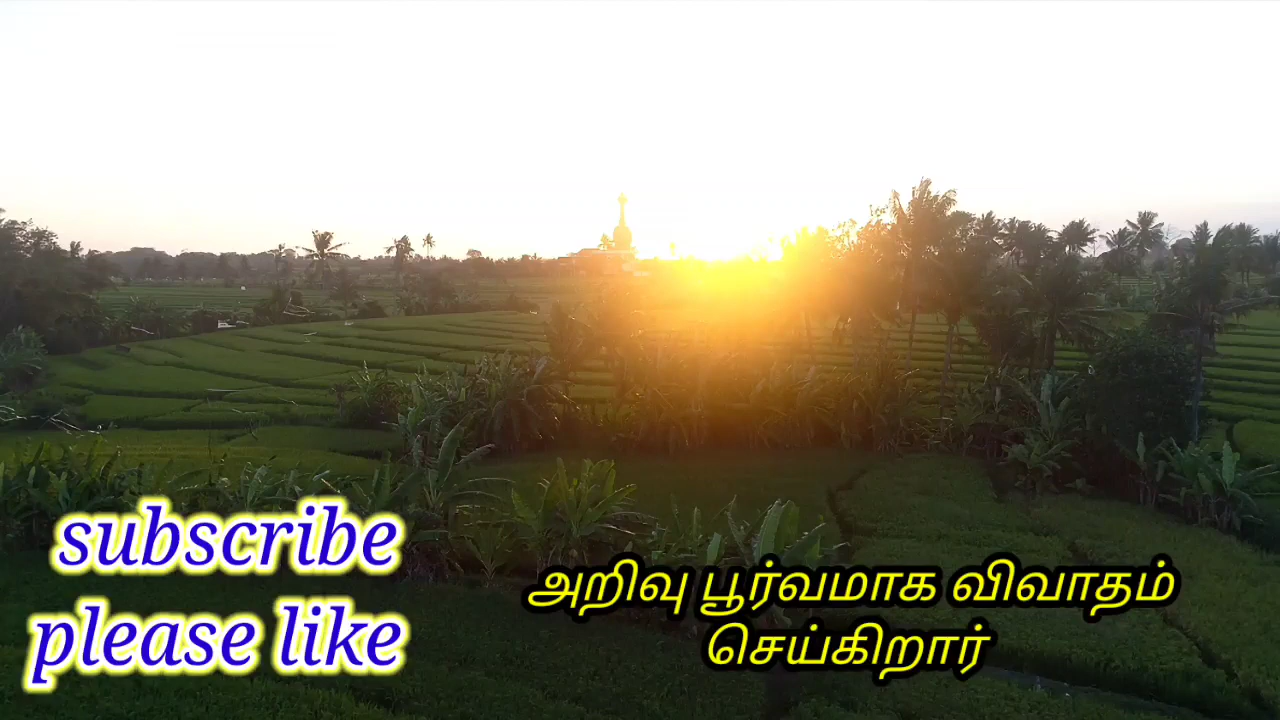 subscribe
please like
அறிவு பூர்வமாக விவாதம்
செய்கிறார்